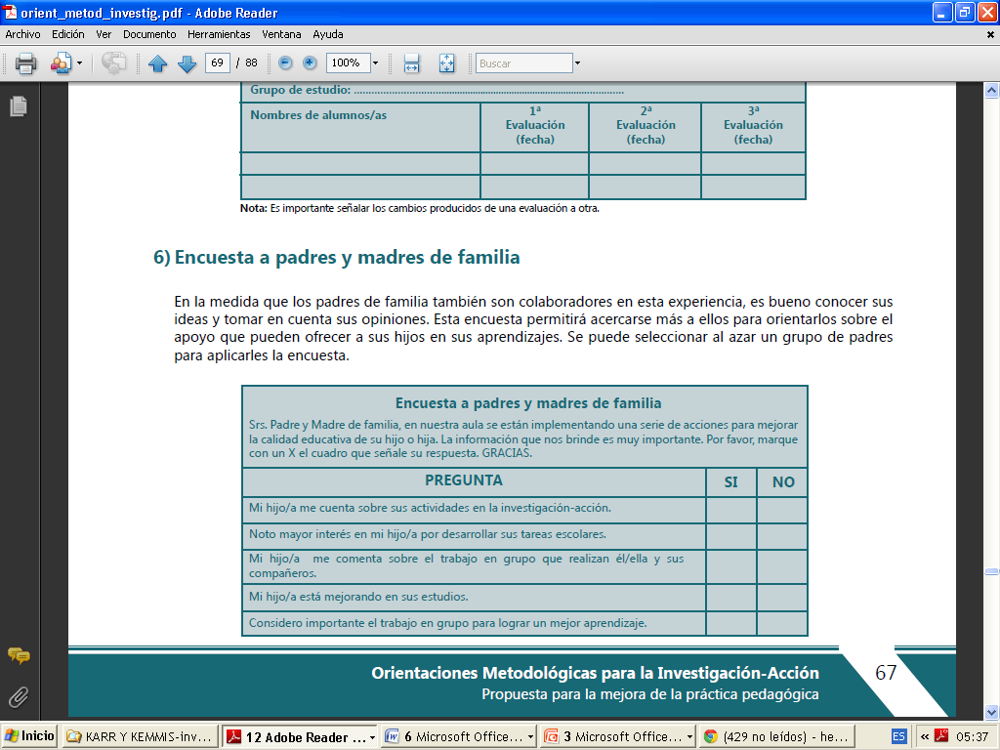 orient_metod_investig.pdf - Adobe Reader
Archivo Edición Ver Documento Herramientas Ventana Ayuda
69 / 88 100% Buscar
Grupo de estudio: ...............................................................................................
Nombres de alumnos/as
1ª Evaluación (fecha)
2ª Evaluación (fecha)
3ª Evaluación (fecha)
Nota: Es importante señalar los cambios producidos de una evaluación a otra.
6) Encuesta a padres y madres de familia
En la medida que los padres de familia también son colaboradores en esta experiencia, es bueno conocer sus
ideas y tomar en cuenta sus opiniones. Esta encuesta permitirá acercarse más a ellos para orientarlos sobre el
apoyo que pueden ofrecer a sus hijos en sus aprendizajes. Se puede seleccionar al azar un grupo de padres
para aplicarles la encuesta.
Encuesta a padres y madres de familia
Srs. Padre y Madre de familia, en nuestra aula se están implementando una serie de acciones para mejorar
la calidad educativa de su hijo o hija. La información que nos brinde es muy importante. Por favor, marque
con un X el cuadro que señale su respuesta. GRACIAS.
PREGUNTA SI NO
Mi hijo/a me cuenta sobre sus actividades en la investigación-acción.
Noto mayor interés en mi hijo/a por desarrollar sus tareas escolares.
Mi hijo/a me comenta sobre el trabajo en grupo que realizan él/ella y sus
compañeros.
Mi hijo/a está mejorando en sus estudios.
Considero importante el trabajo en grupo para lograr un mejor aprendizaje.
Orientaciones Metodológicas para la Investigación-Acción 67
Propuesta para la mejora de la práctica pedagógica
Inicio KARR Y KEMMIS-inv... 12 Adobe Reader ... 6 Microsoft Office... 3 Microsoft Office... (429 no leídos) - he... ES « 05:37